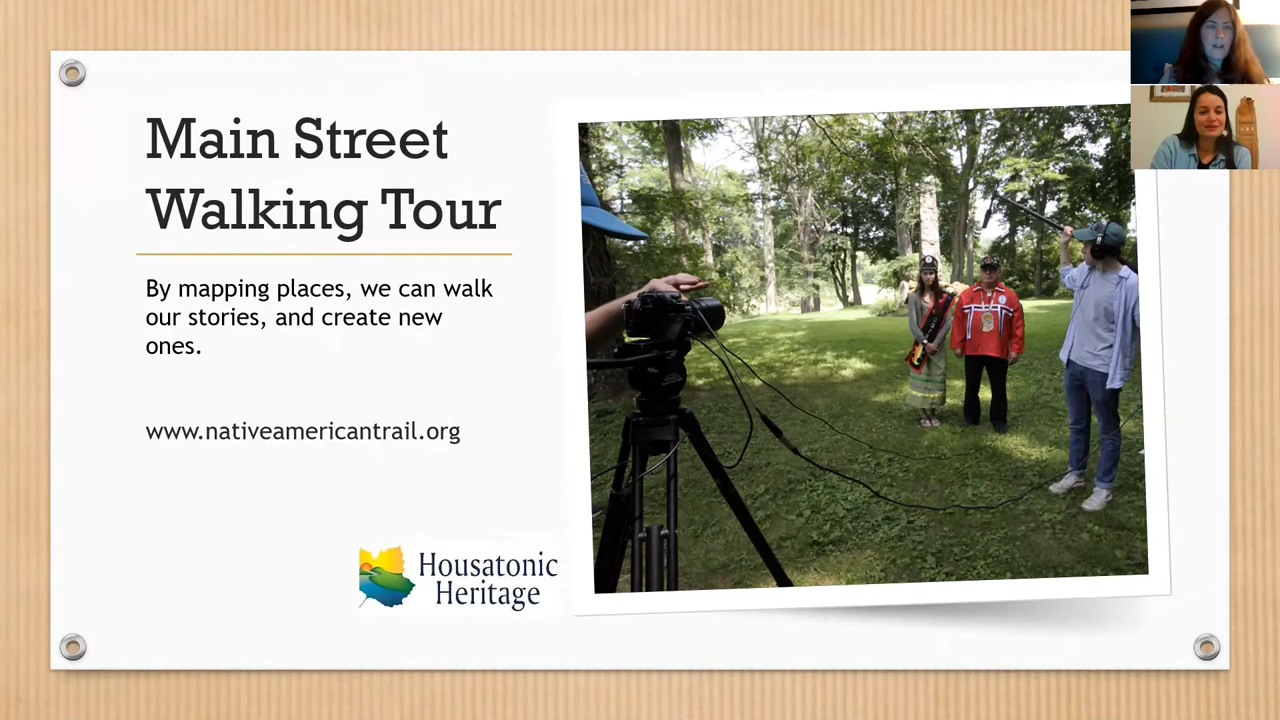 Main Street
Walking Tour
By mapping places, we can walk
our stories, and create new
ones.
www.nativeamericantrail.org
Housatonic
Heritage